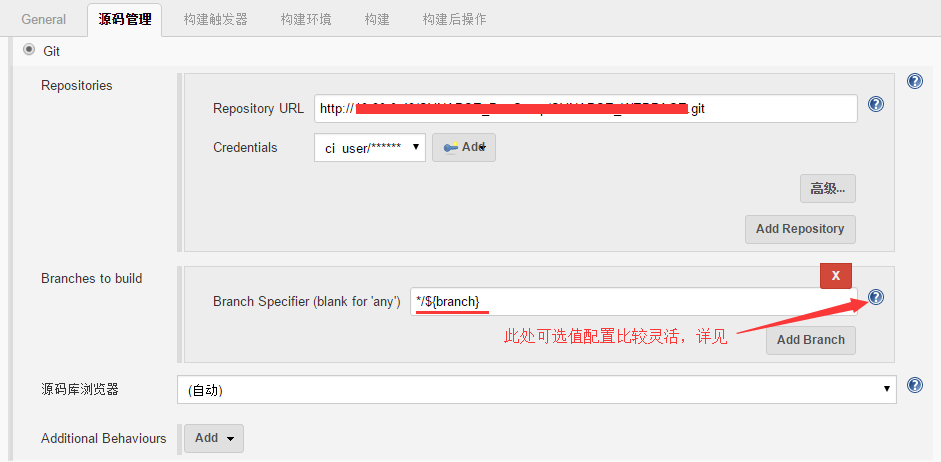 General 源码管理 构建触发器 构建环境 构建 构建后操作
Git
Repositories
Repository URL http:// .git
Credentials ci_user/****** Add
高级...
Add Repository
Branches to build
X
Branch Specifier (blank for 'any') */${branch}
此处可选值配置比较灵活，详见
Add Branch
源码库浏览器 (自动)
Additional Behaviours Add